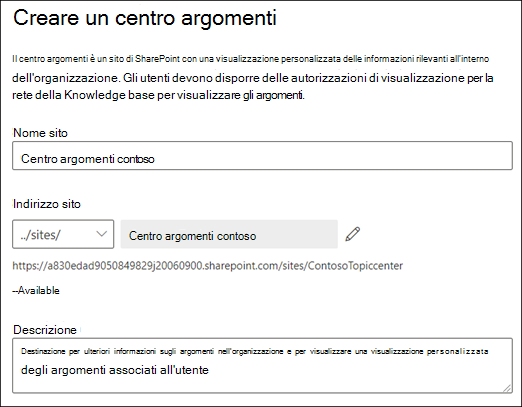 Creare un centro argomenti
Il centro argomenti è un sito di SharePoint con una visualizzazione personalizzata delle informazioni rilevanti all'interno
dell'organizzazione. Gli utenti devono disporre delle autorizzazioni di visualizzazione per la
rete della Knowledge base per visualizzare gli argomenti.
Nome sito
Centro argomenti contoso
Indirizzo sito
../sites/ Centro argomenti contoso
https://a830edad9050849829j20060900.sharepoint.com/sites/ContosoTopiccenter
--Available
Descrizione
Destinazione per ulteriori informazioni sugli argomenti nell'organizzazione e per visualizzare una visualizzazione personalizzata
degli argomenti associati all'utente